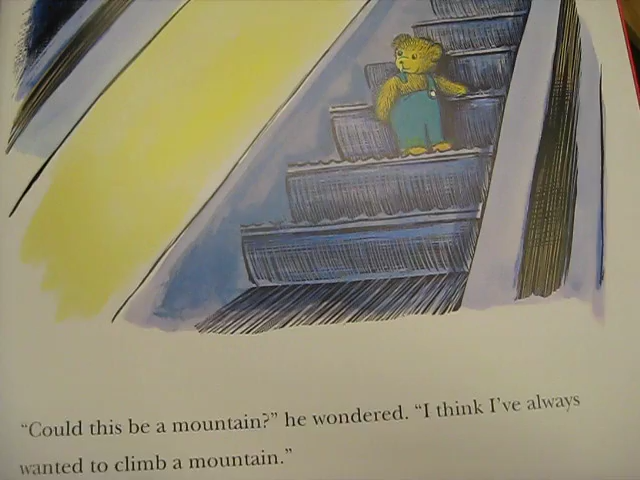 “Could this be a mountain?” he wondered. “I think I’ve always
wanted to climb a mountain.”